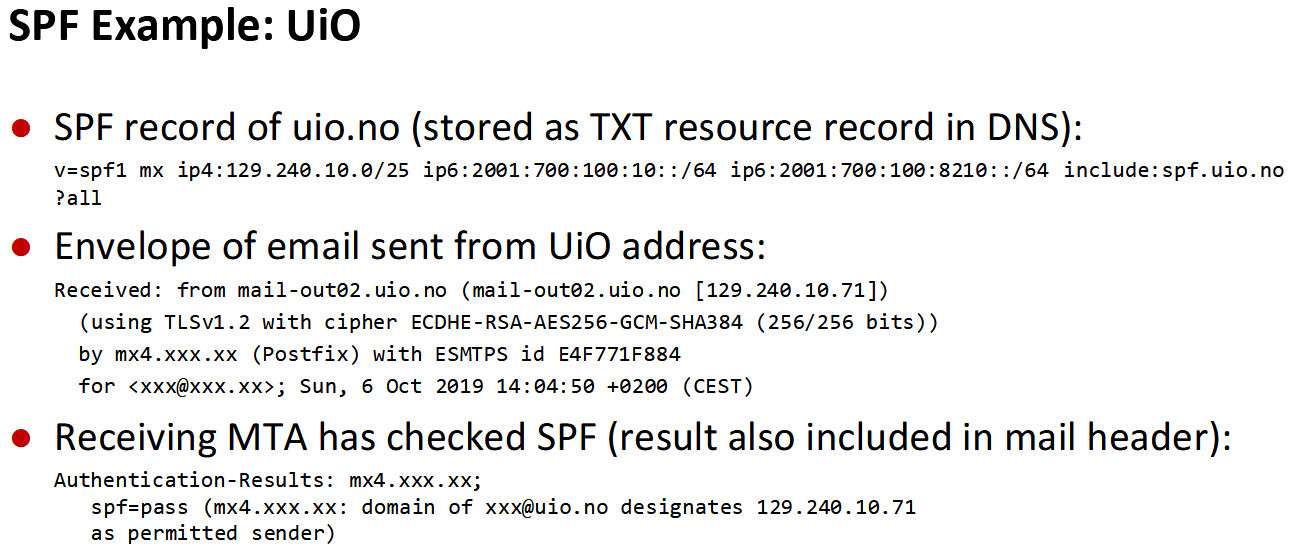 SPF Example: UiO
● SPF record of uio.no (stored as TXT resource record in DNS):
v=spf1 mx ip4:129.240.10.0/25 ip6:2001:700:100:10::/64 ip6:2001:700:100:8210::/64 include:spf.uio.no
?all
● Envelope of email sent from UiO address:
Received: from mail-out02.uio.no (mail-out02.uio.no [129.240.10.71])
(using TLSv1.2 with cipher ECDHE-RSA-AES256-GCM-SHA384 (256/256 bits))
by mx4.xxx.xx (Postfix) with ESMTPS id E4F771F884
for <xxx@xxx.xx>; Sun, 6 Oct 2019 14:04:50 +0200 (CEST)
● Receiving MTA has checked SPF (result also included in mail header):
Authentication-Results: mx4.xxx.xx;
spf=pass (mx4.xxx.xx: domain of xxx@uio.no designates 129.240.10.71
as permitted sender)